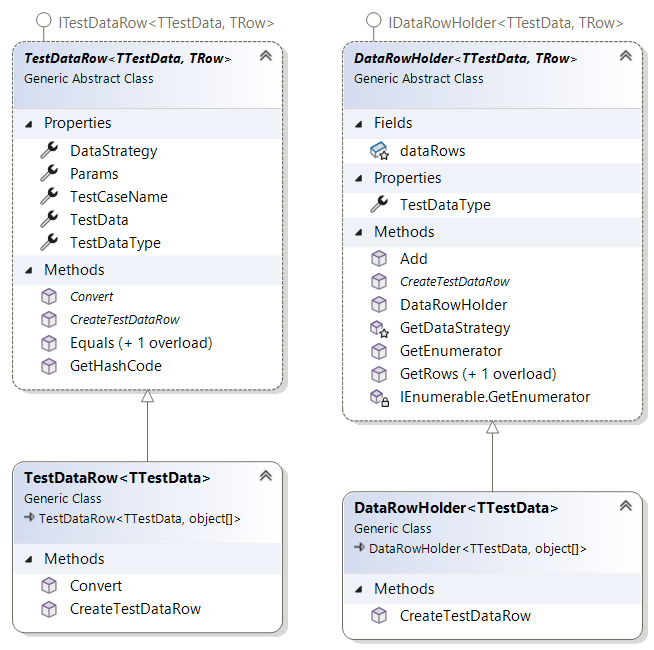 ITestDataRow<TTestData, TRow>
TestDataRow<TTestData, TRow>
Generic Abstract Class
Properties
DataStrategy
Params
TestCaseName
TestData
TestDataType
Methods
Convert
CreateTestDataRow
Equals (+ 1 overload)
GetHashCode
TestDataRow<TTestData>
Generic Class
TestDataRow<TTestData, object[]>
Methods
Convert
CreateTestDataRow
IDataRowHolder<TTestData, TRow>
DataRowHolder<TTestData, TRow>
Generic Abstract Class
Fields
dataRows
Properties
TestDataType
Methods
Add
CreateTestDataRow
DataRowHolder
GetDataStrategy
GetEnumerator
GetRows (+ 1 overload)
IEnumerable.GetEnumerator
DataRowHolder<TTestData>
Generic Class
DataRowHolder<TTestData, object[]>
Methods
CreateTestDataRow